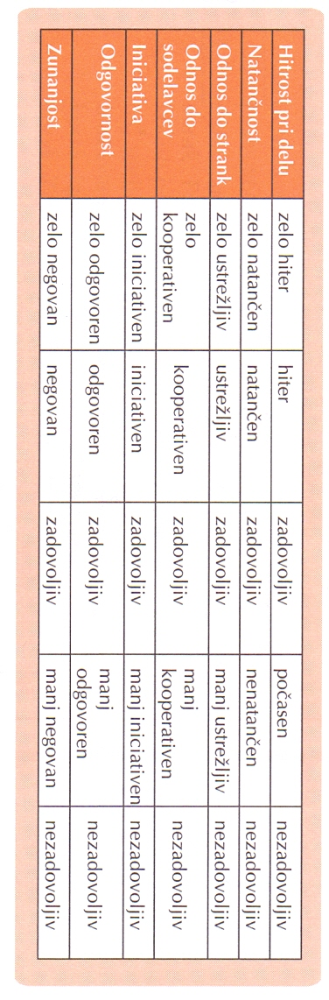 Hitrost pri delu zelo hiter hiter zadovoljiv počasen nezadovoljiv
Natančnost zelo natančen natančen zadovoljiv nenatančen nezadovoljiv
Odnos do strank zelo ustrežljiv ustrežljiv zadovoljiv manj ustrežljiv nezadovoljiv
Odnos do sodelavcev zelo kooperativen kooperativen zadovoljiv manj kooperativen nezadovoljiv
Iniciativa zelo iniciativen iniciativen zadovoljiv manj iniciativen nezadovoljiv
Odgovornost zelo odgovoren odgovoren zadovoljiv manj odgovoren nezadovoljiv
Zunanjost zelo negovan negovan zadovoljiv manj negovan nezadovoljiv